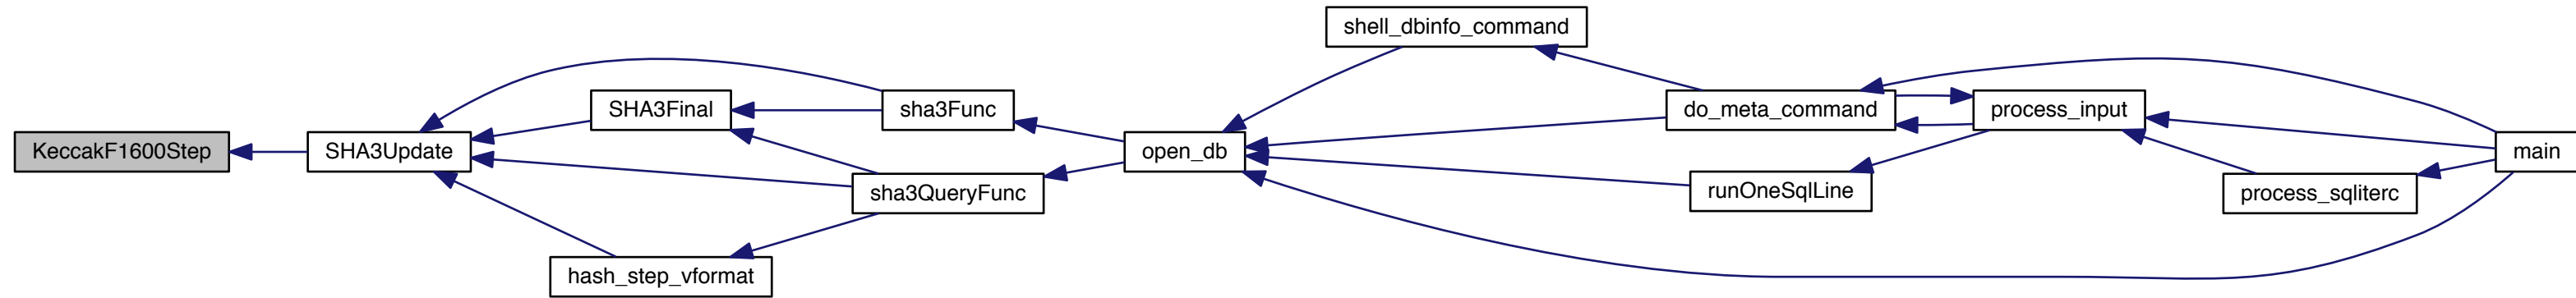 KeccakF1600Step
SHA3Update
SHA3Final
hash_step_vformat
sha3Func
sha3QueryFunc
open_db
shell_dbinfo_command
do_meta_command
runOneSqlLine
process_input
process_sqliterc
main